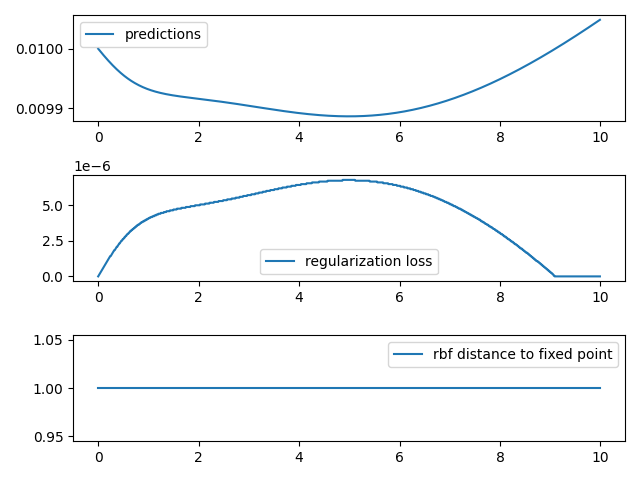 predictions
0.0100
0.0099
0 2 4 6 8 10
1e−6
5.0
2.5
0.0
regularization loss
0 2 4 6 8 10
1.05
rbf distance to fixed point
1.00
0.95
0 2 4 6 8 10